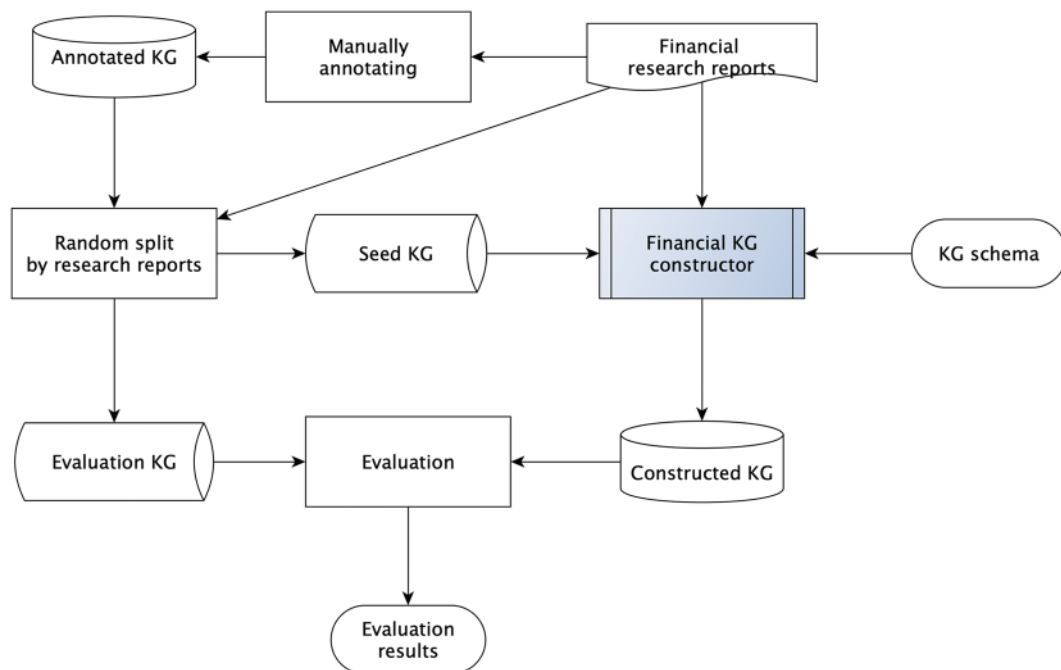 Annotated KG
Manually
annotating
Financial
research reports
Random split
by research reports
Seed KG
Financial KG
constructor
KG schema
Evaluation KG
Evaluation
Constructed KG
Evaluation
results